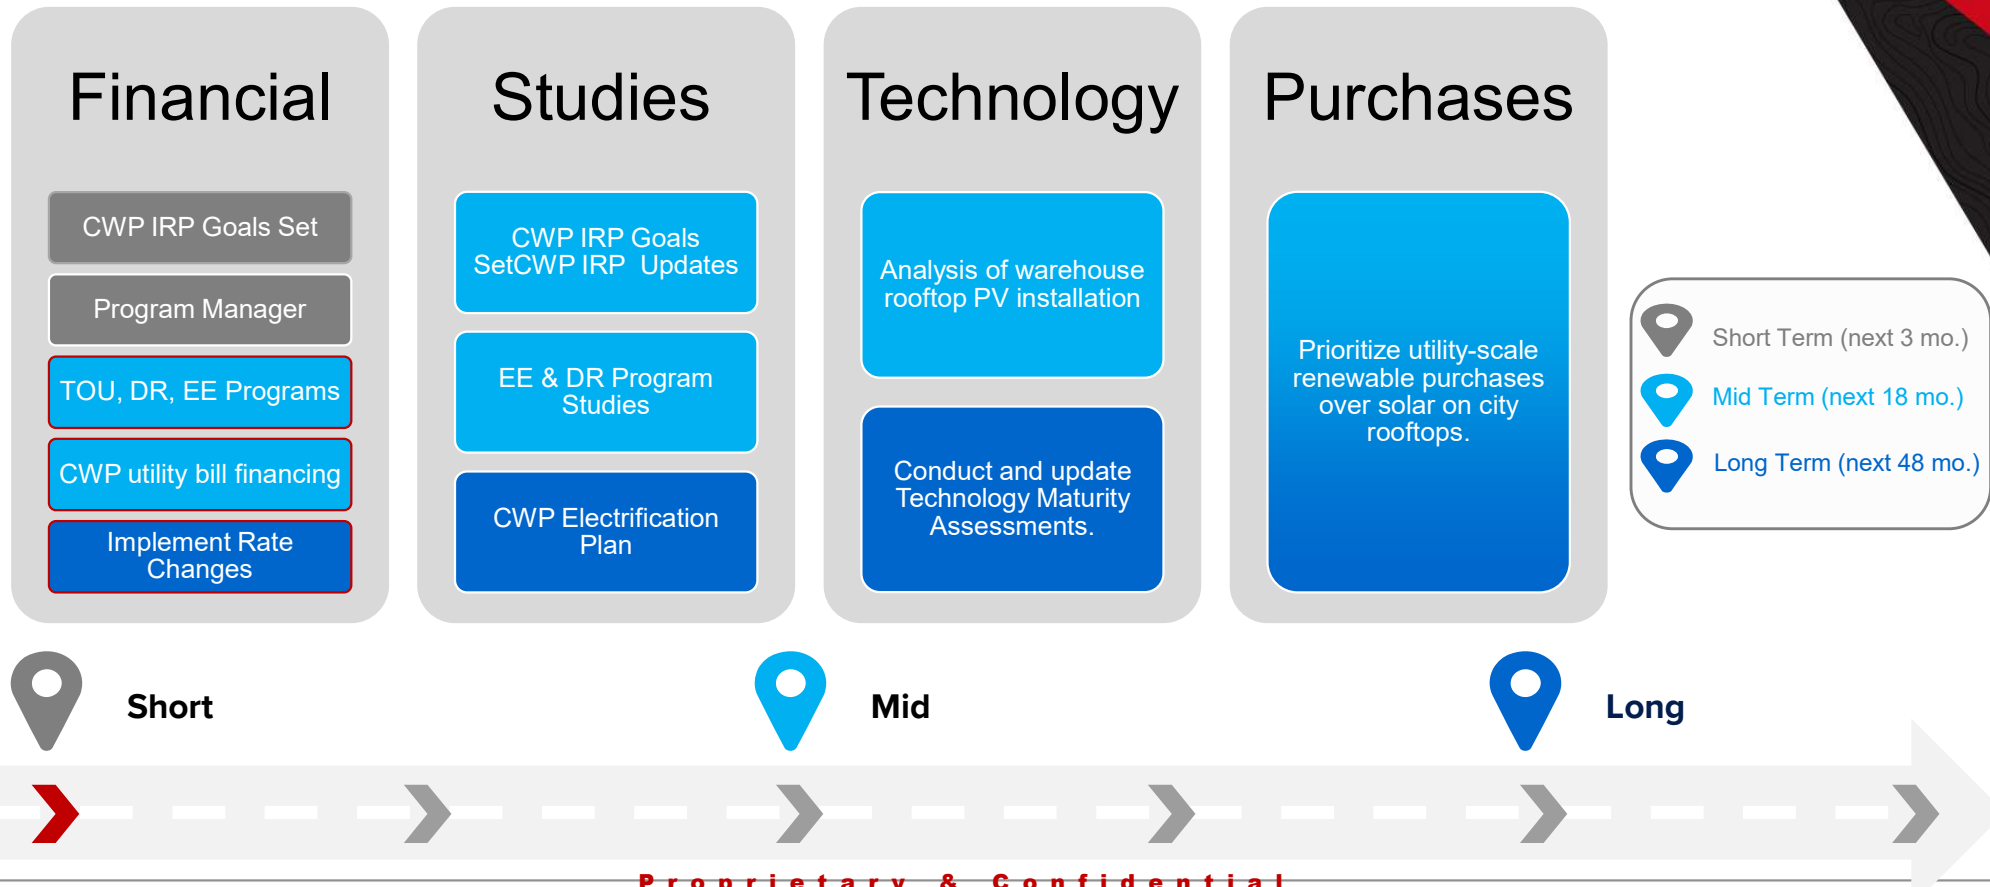 Financial
CWP IRP Goals Set
Program Manager
TOU, DR, EE Programs
CWP utility bill financing
Implement Rate
Changes
Studies
CWP IRP Goals
SetCWP IRP  Updates
EE & DR Program
Studies
CWP Electrification
Plan
Technology
Analysis of warehouse
rooftop PV installation
Conduct and update
Technology Maturity
Assessments.
Purchases
Prioritize utility-scale
renewable purchases
over solar on city
rooftops.
Short Term (next 3 mo.)
Mid Term (next 18 mo.)
Long Term (next 48 mo.)
Short
Mid
Long
Proprietary & Confidential